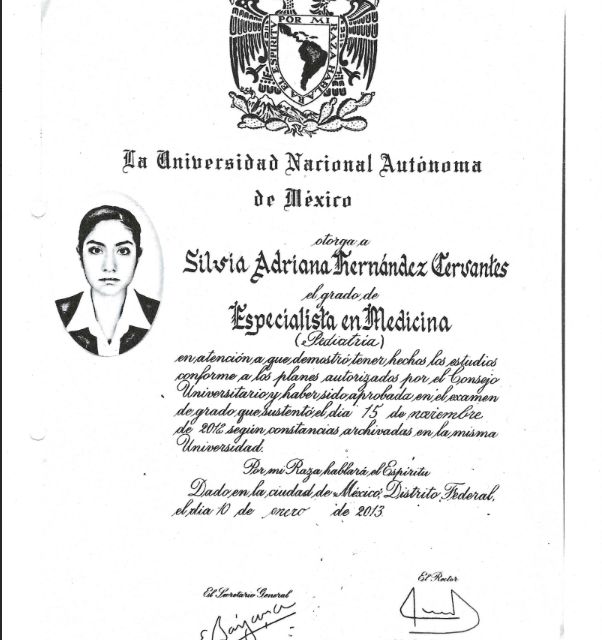 POR MI RAZA HABLARA EL ESPIRITU
La Universidad Nacional Autónoma
de México
otorga a
Silvia Adriana Hernández Cervantes
el grado de
Especialista en Medicina
(Pediatría)
en atención a que demostró tener hechos los estudios
conforme a los planes autorizados por el Consejo
Universitario y haber sido aprobada en el examen
de grado que sustentó el día 15 de noviembre
de 2012 según constancias archivadas en la misma
Universidad.
Por mi Raza hablará el Espíritu
Dado en la ciudad de México, Distrito Federal,
el día 10 de enero de 2013
El Secretario General
El Rector